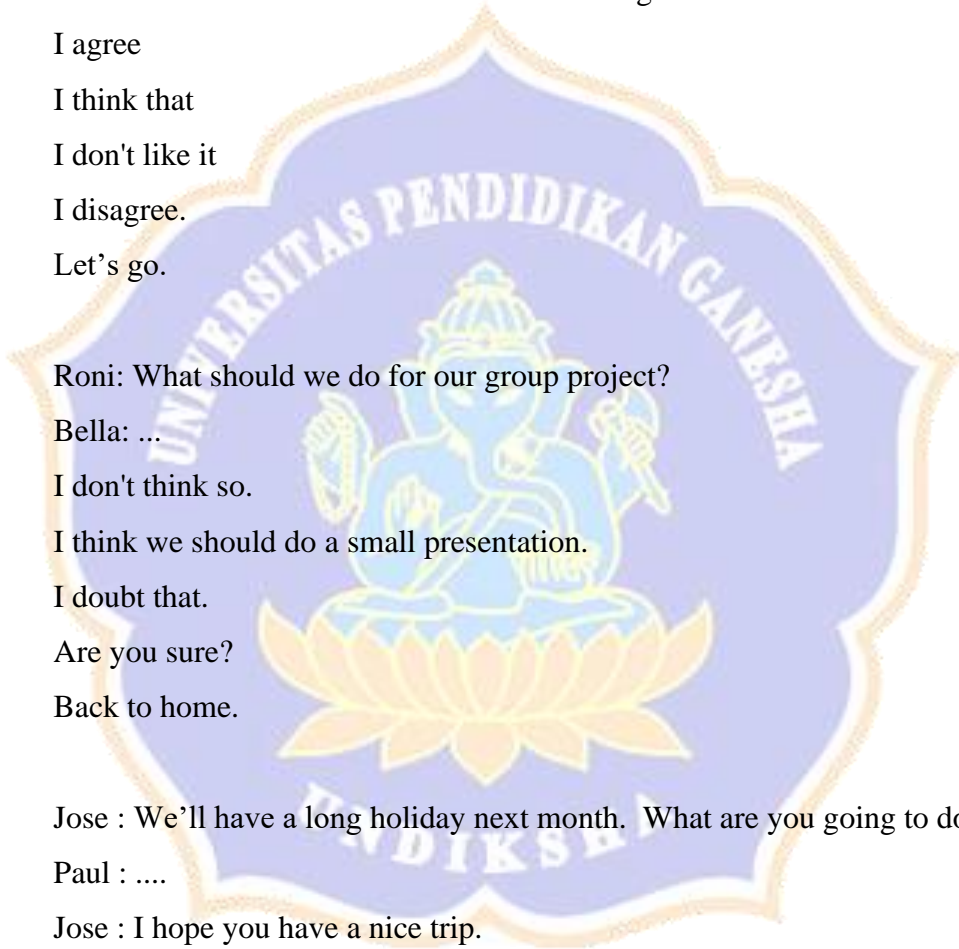 I agree
I think that
I don't like it
I disagree.
Let’s go.
UNIVERSITAS PENDIDIKAN GANESHA
Roni: What should we do for our group project?
Bella: ...
I don't think so.
I think we should do a small presentation.
I doubt that.
Are you sure?
Back to home.
Jose : We’ll have a long holiday next month.  What are you going to do
UNDIKSHA
Paul : ....
Jose : I hope you have a nice trip.